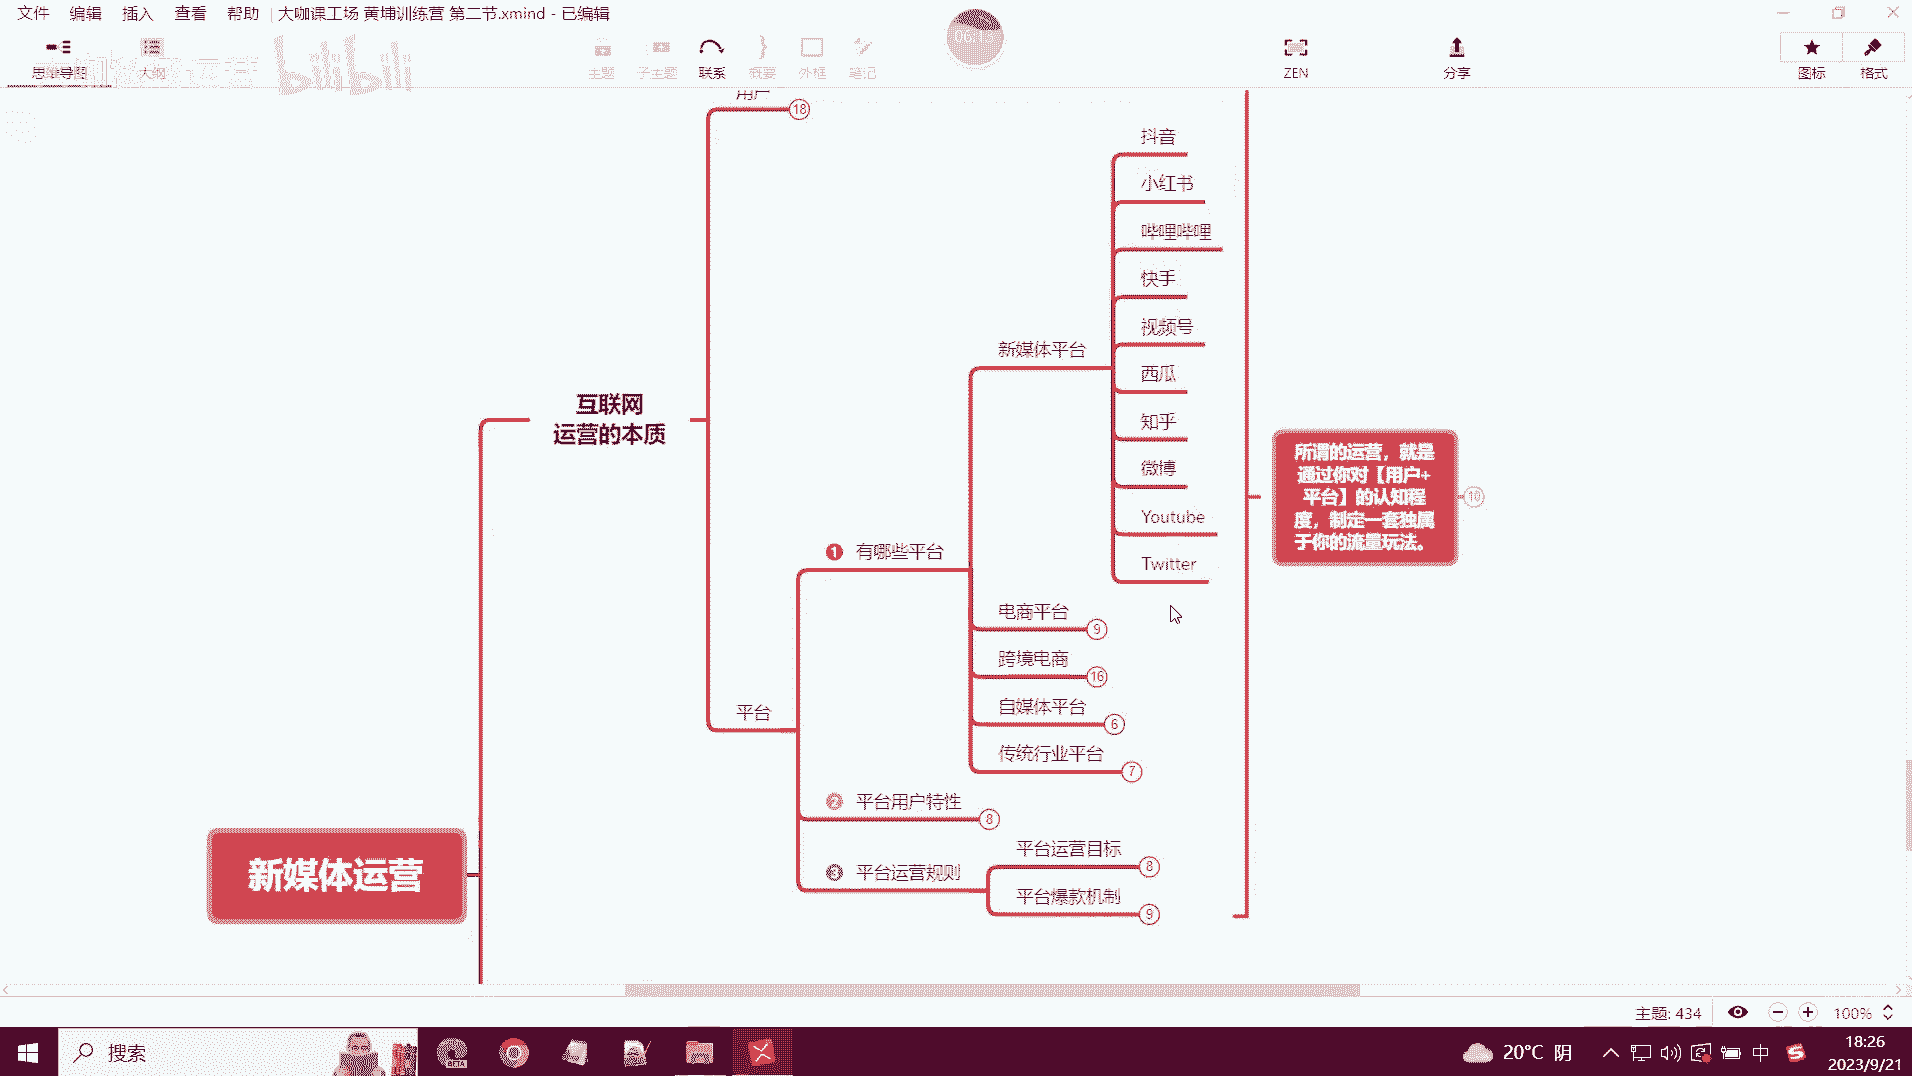 文件 编辑 插入 查看 帮助 大咖课工场 黄埔训练营 第二节.xmind - 已编辑
思维导图 大纲 bilibili 主题 子主题 联系 概要 外框 笔记 ZEN 分享 图标 格式
用户 18
抖音
小红书
哔哩哔哩
快手
视频号
新媒体平台
西瓜
知乎
微博
Youtube
Twitter
互联网
运营的本质
所谓的运营，就是
通过你对【用户+
平台】的认知程
度，制定一套独属
于你的流量玩法。
10
1 有哪些平台
电商平台 9
跨境电商 16
自媒体平台 6
传统行业平台 7
平台
2 平台用户特性 8
3 平台运营规则
平台运营目标 8
平台爆款机制 9
新媒体运营
主题: 434 100%
搜索 20°C 阴 中 18:26
2023/9/21